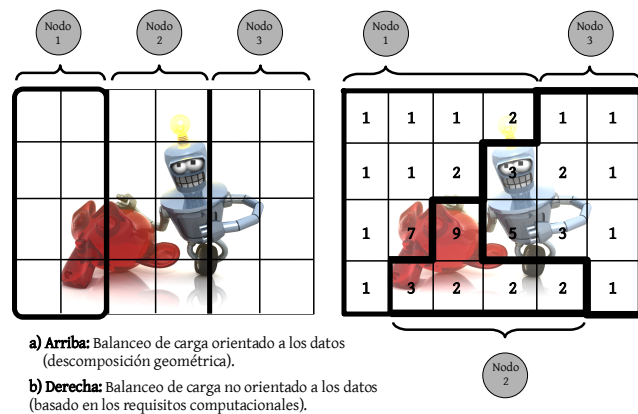 Nodo
1
Nodo
2
Nodo
3
Nodo
1
Nodo
3
1 1 1 2 1 1
1 1 2 3 2 1
1 7 9 5 3 1
1 3 2 2 2 1
a) Arriba: Balanceo de carga orientado a los datos
(descomposición geométrica).
b) Derecha: Balanceo de carga no orientado a los datos
(basado en los requisitos computacionales).
Nodo
2